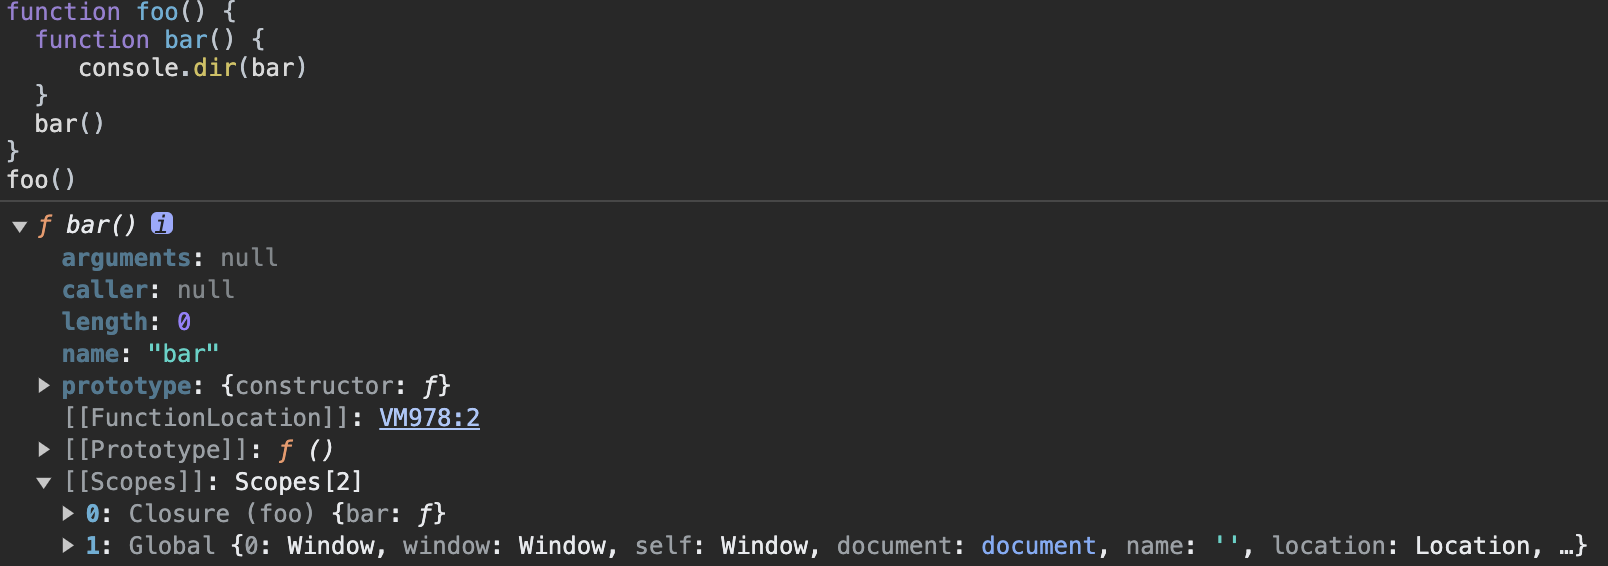 function foo() {
  function bar() {
     console.dir(bar)
  }
  bar()
}
foo()
▼ ƒ bar() i
arguments: null
caller: null
length: 0
name: "bar"
▶ prototype: {constructor: ƒ}
[[FunctionLocation]]: VM978:2
▶ [[Prototype]]: ƒ ()
▼ [[Scopes]]: Scopes[2]
▶ 0: Closure (foo) {bar: ƒ}
▶ 1: Global {0: Window, window: Window, self: Window, document: document, name: '', location: Location, …}